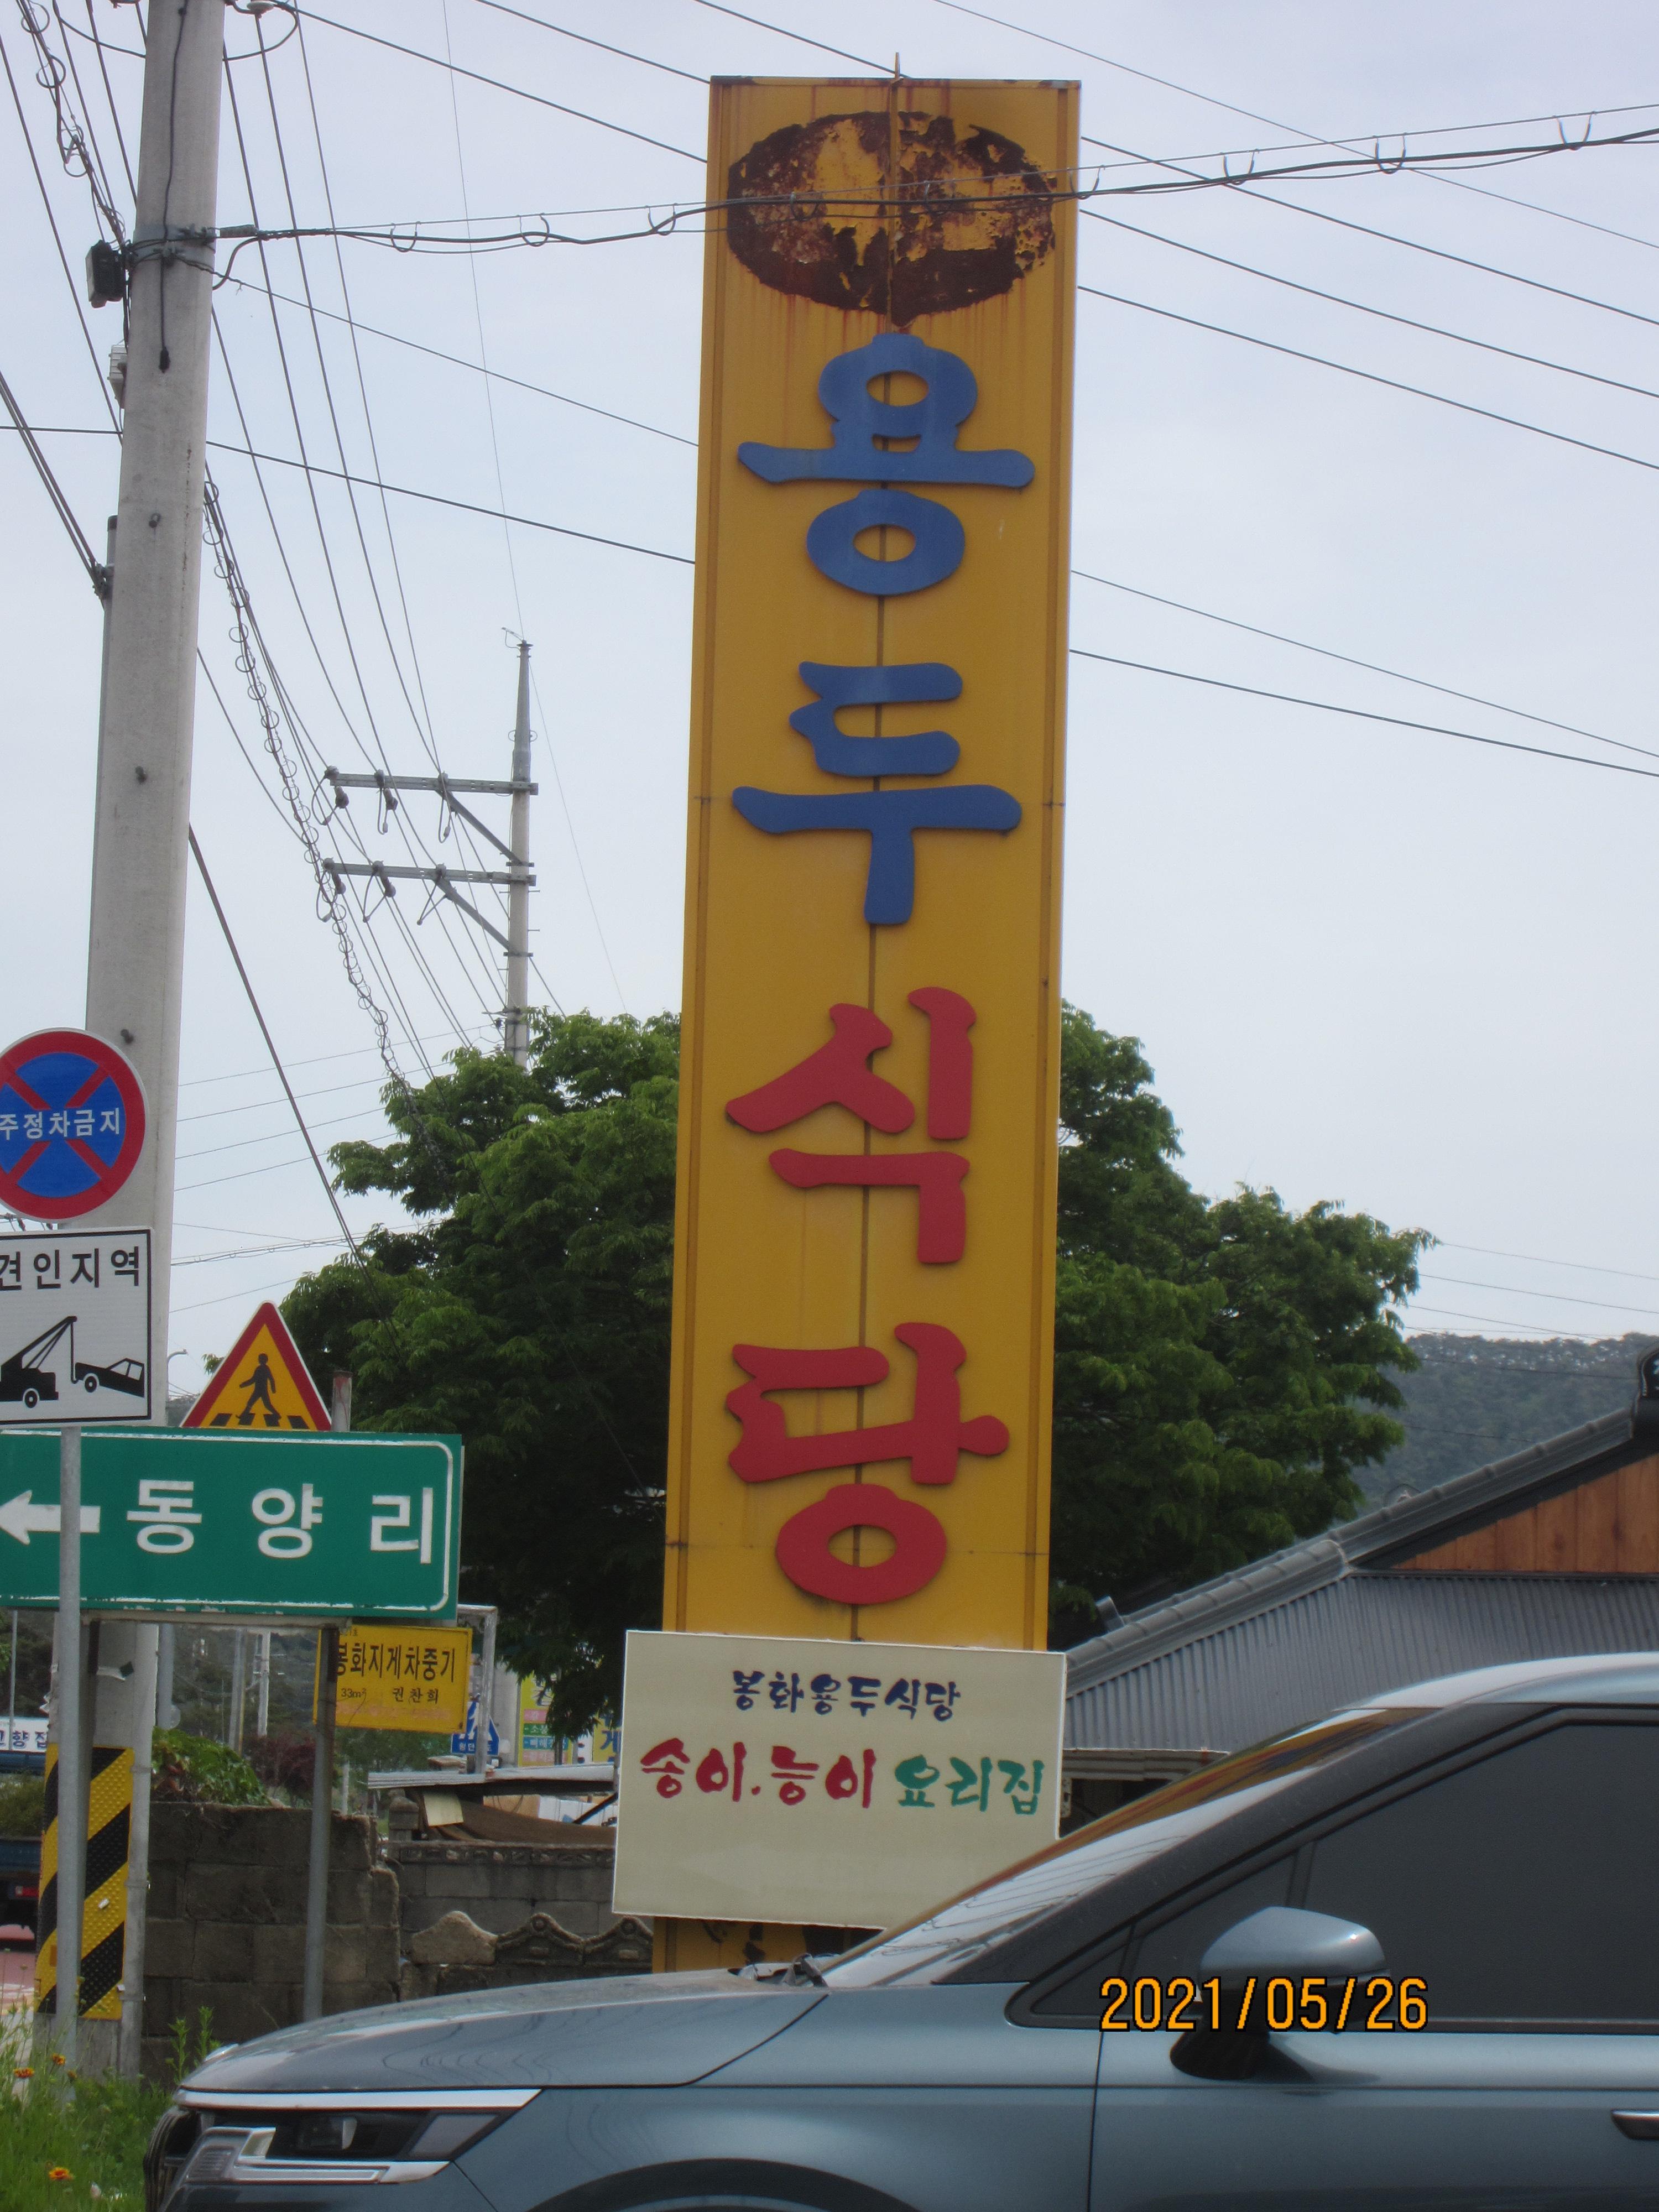 용두식당
주정차금지
견인지역
동양리
봉화지게차중기
33m² 권찬희
봉화용두식당
송이.능이 요리집
2021/05/26